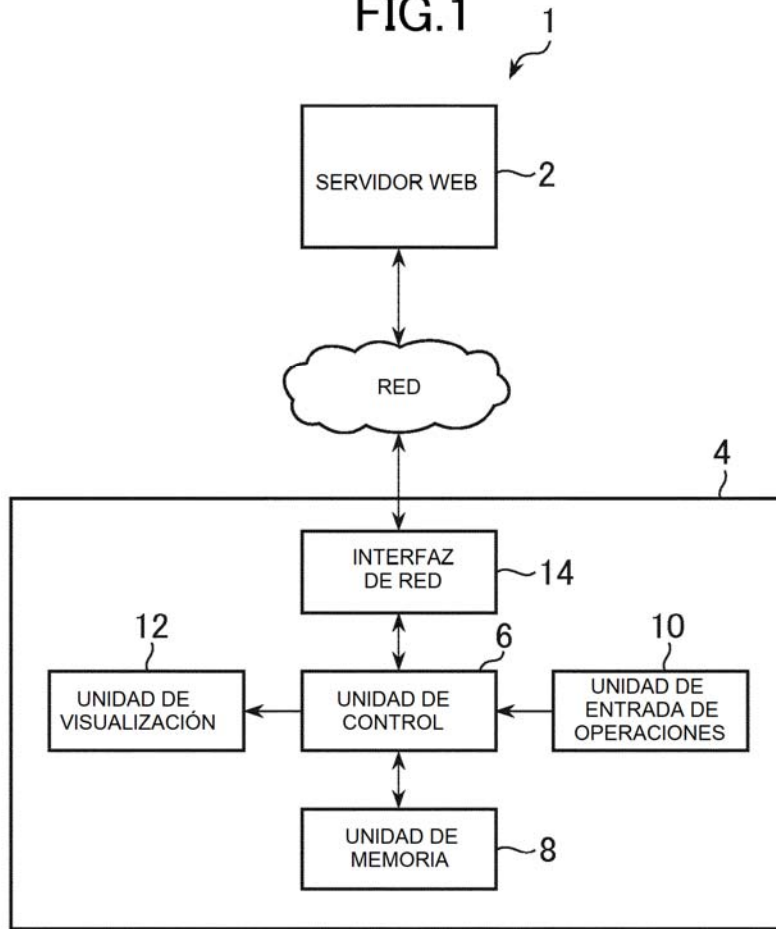 FIG.1
1
SERVIDOR WEB
2
RED
4
INTERFAZ
DE RED
14
12
6
10
UNIDAD DE
VISUALIZACIÓN
UNIDAD DE
CONTROL
UNIDAD DE
ENTRADA DE
OPERACIONES
UNIDAD DE
MEMORIA
8